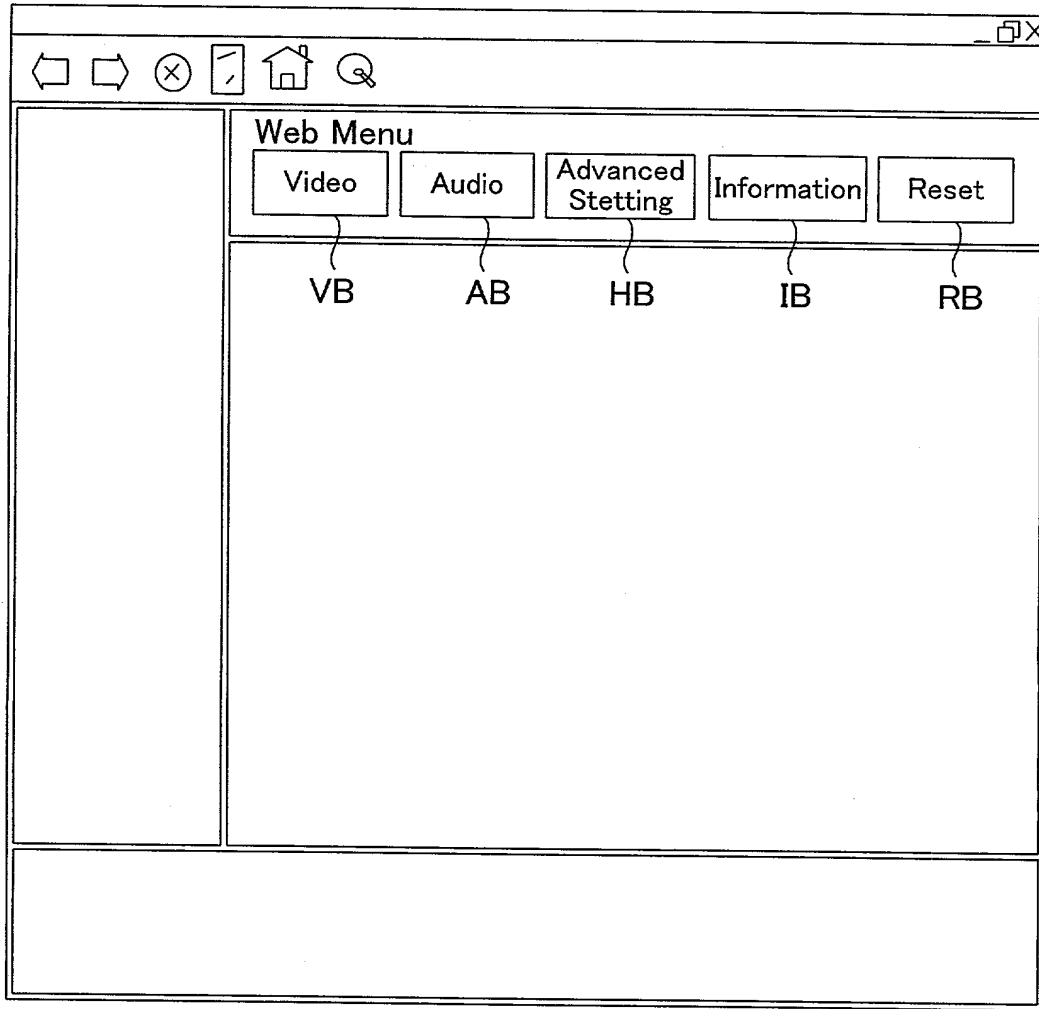 Web Menu
Video Audio Advanced Stetting Information Reset
VB AB HB IB RB